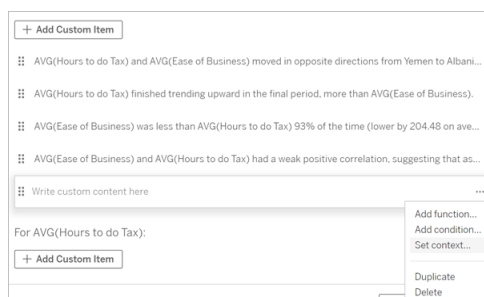 + Add Custom Item
AVG(Hours to do Tax) and AVG(Ease of Business) moved in opposite directions from Yemen to Albani...
AVG(Hours to do Tax) finished trending upward in the final period, more than AVG(Ease of Business).
AVG(Ease of Business) was less than AVG(Hours to do Tax) 93% of the time (lower by 204.48 on ave...
AVG(Ease of Business) and AVG(Hours to do Tax) had a weak positive correlation, suggesting that as...
Write custom content here
...
Add function...
Add condition...
Set context...
Duplicate
Delete
For AVG(Hours to do Tax):
+ Add Custom Item